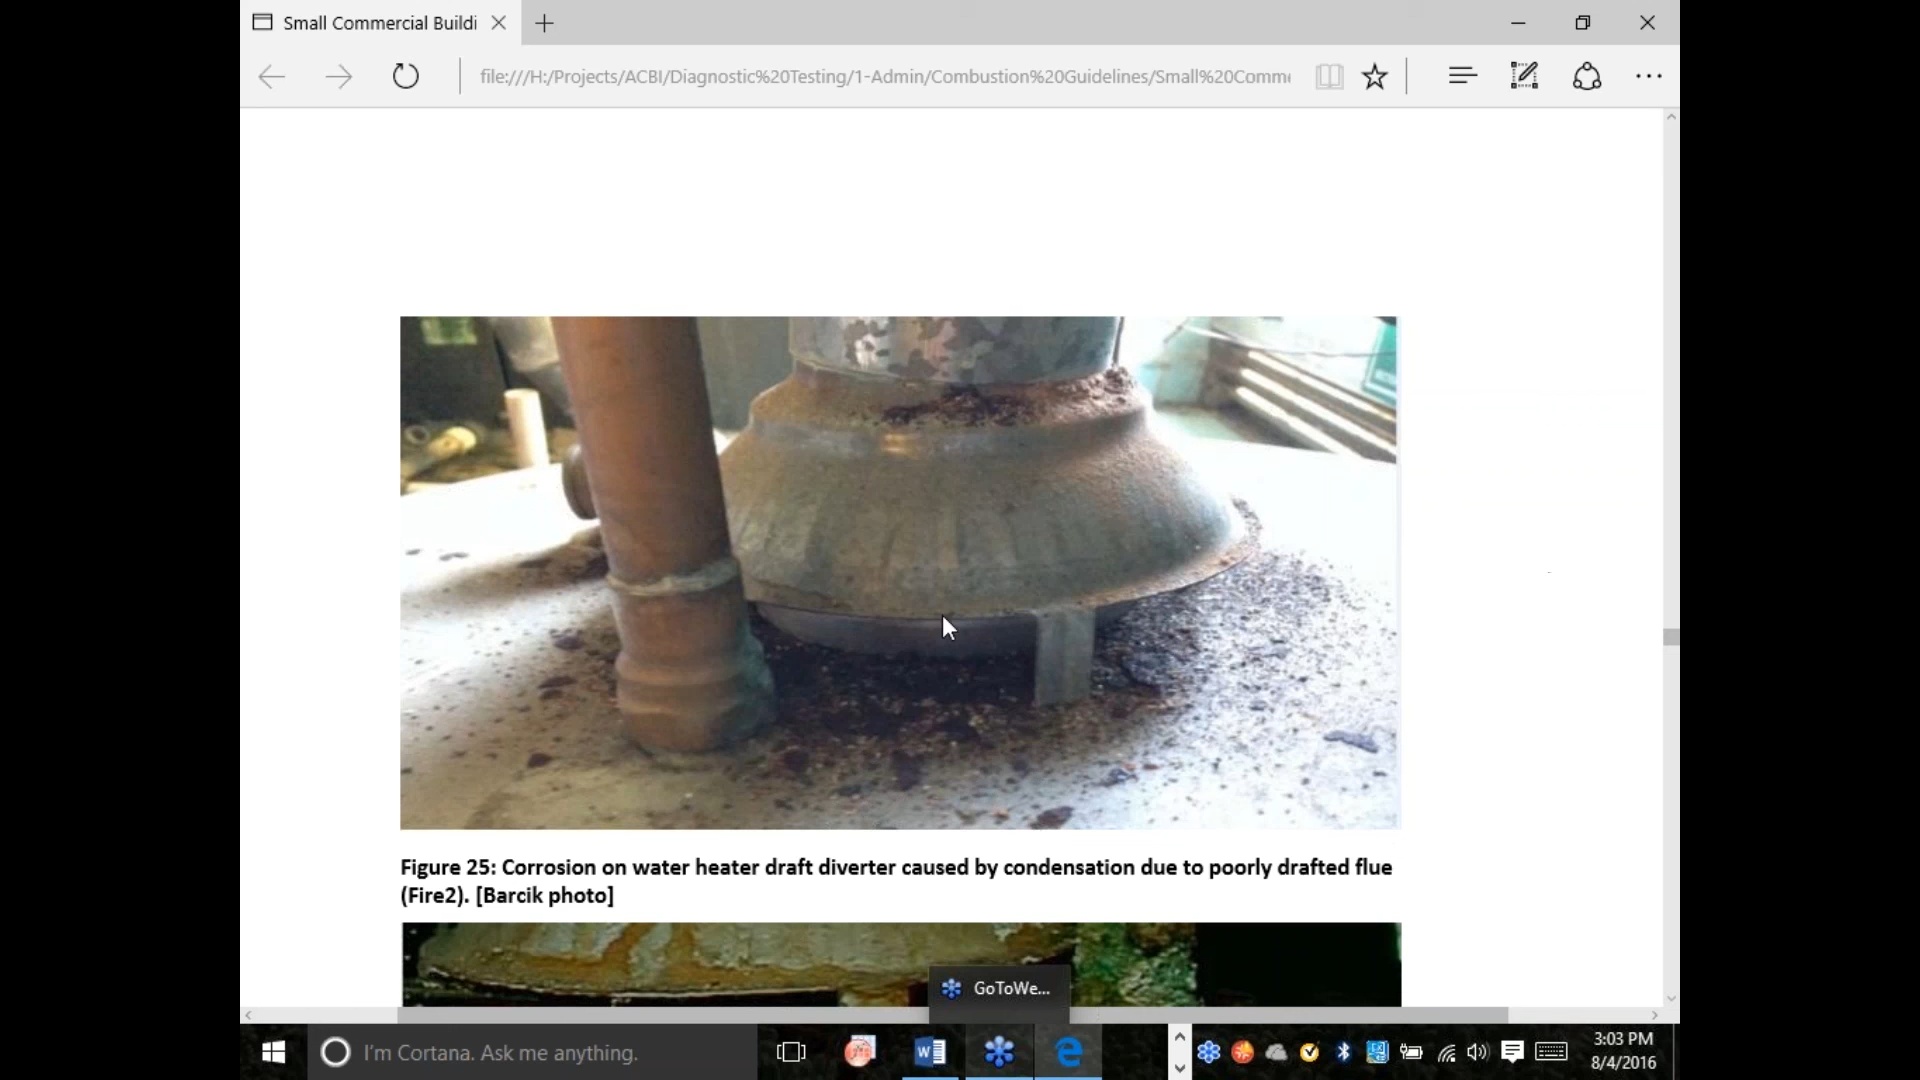 Small Commercial Buildi
file:///H:/Projects/ACBI/Diagnostic%20Testing/1-Admin/Combustion%20Guidelines/Small%20Comme
Figure 25: Corrosion on water heater draft diverter caused by condensation due to poorly drafted flue
(Fire2). [Barcik photo]
GoToWe...
I'm Cortana. Ask me anything.
3:03 PM
8/4/2016